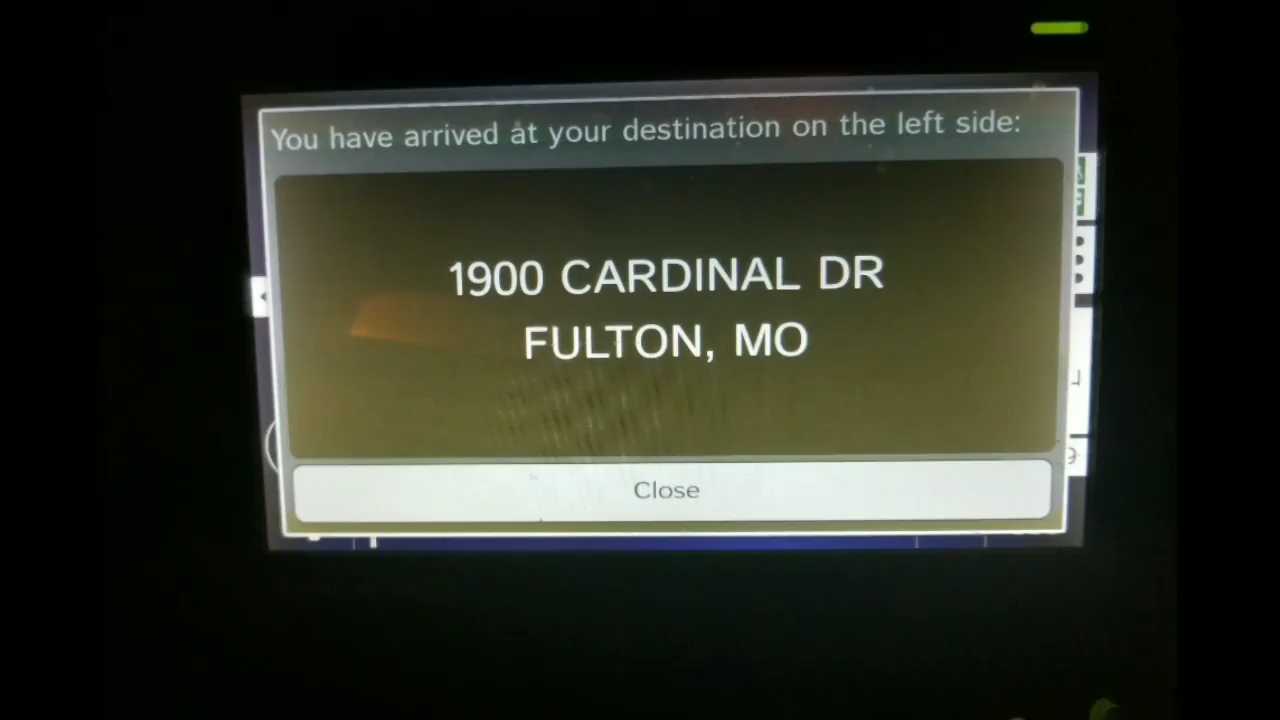 You have arrived at your destination on the left side:
1900 CARDINAL DR
FULTON, MO
Close